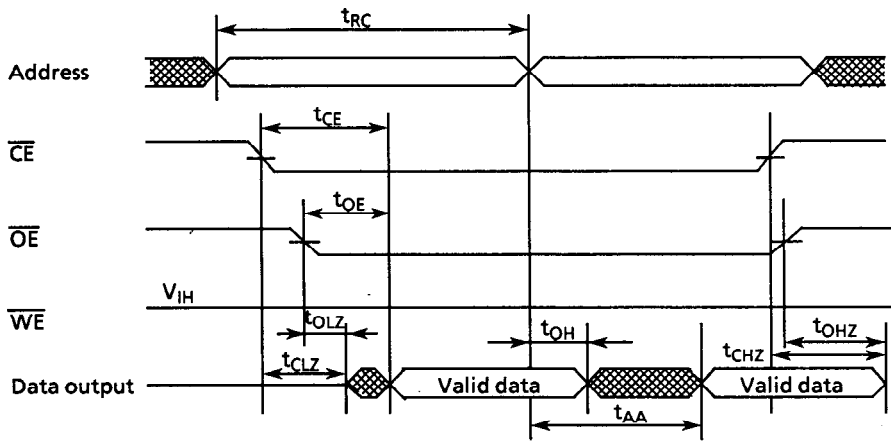 tRC
Address
tCE
CE
tOE
OE
VIH
WE
tOLZ
tOH
tOHZ
tCLZ
tCHZ
Data output
Valid data
Valid data
tAA